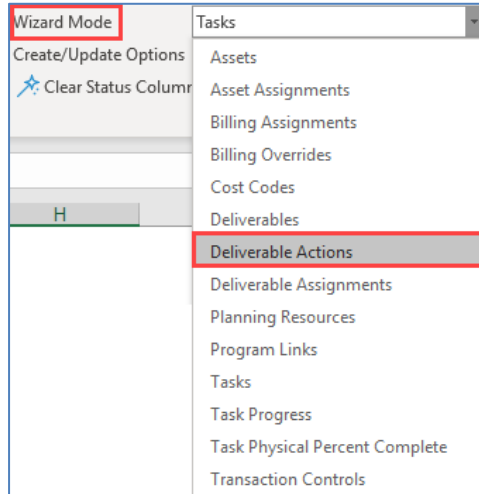 Wizard Mode
Tasks
Create/Update Options
Clear Status Column
H
Assets
Asset Assignments
Billing Assignments
Billing Overrides
Cost Codes
Deliverables
Deliverable Actions
Deliverable Assignments
Planning Resources
Program Links
Tasks
Task Progress
Task Physical Percent Complete
Transaction Controls